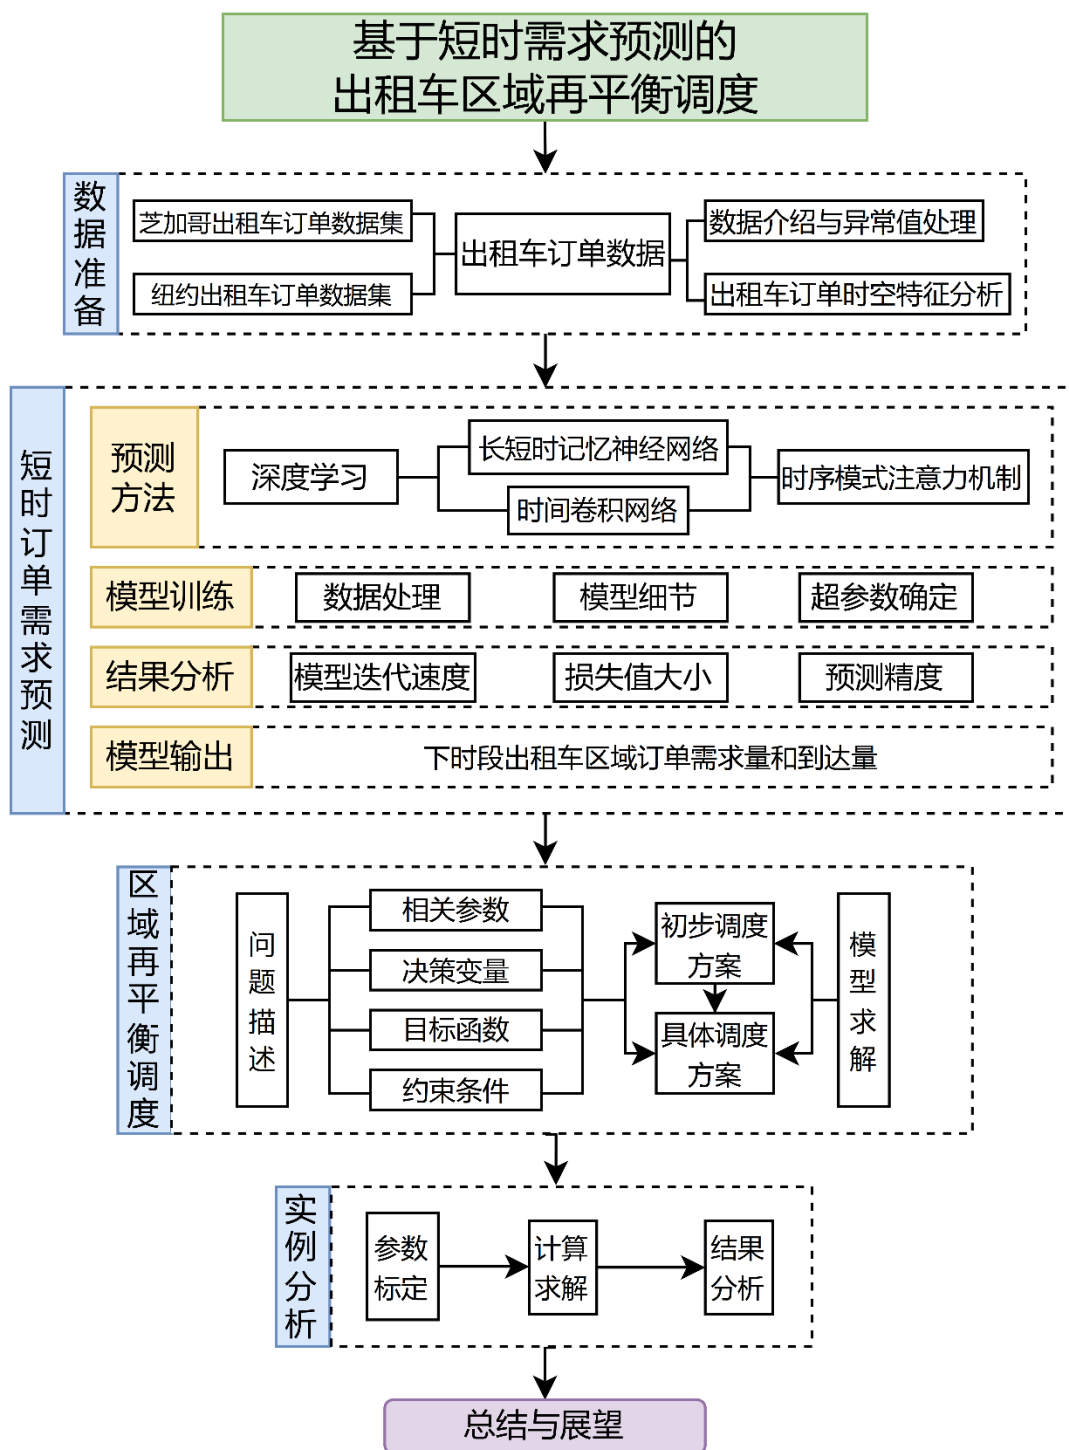 基于短时需求预测的
出租车区域再平衡调度
数据准备
芝加哥出租车订单数据集
纽约出租车订单数据集
出租车订单数据
数据介绍与异常值处理
出租车订单时空特征分析
短时订单需求预测
预测
方法
深度学习
长短时记忆神经网络
时间卷积网络
时序模式注意力机制
模型训练
数据处理
模型细节
超参数确定
结果分析
模型迭代速度
损失值大小
预测精度
模型输出
下时段出租车区域订单需求量和到达量
区域再平衡调度
问题描述
相关参数
决策变量
目标函数
约束条件
初步调度
方案
具体调度
方案
模型求解
实例分析
参数
标定
计算
求解
结果
分析
总结与展望